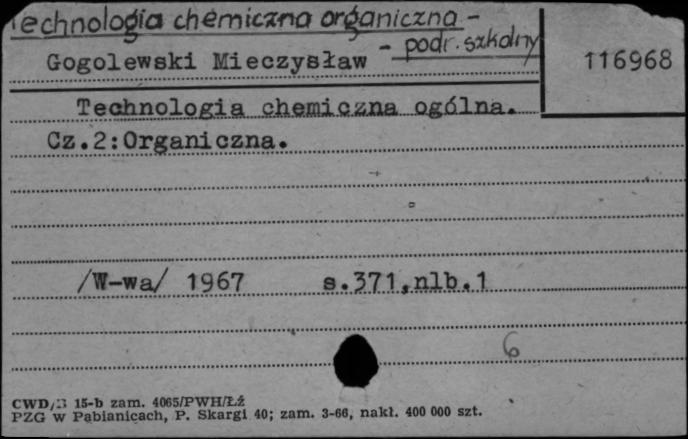 Technologia chemiczna organiczna -
- podr. szkolny
Gogolewski Mieczysław
116968
Technologia chemiczna ogólna.
Cz.2:Organiczna.
/W-wa/ 1967 s.371,nlb.1
6
CWD/3 15-b zam. 4065/PWH/Łź
PZG w Pabianicach, P. Skargi 40; zam. 3-66, nakł. 400 000 szt.